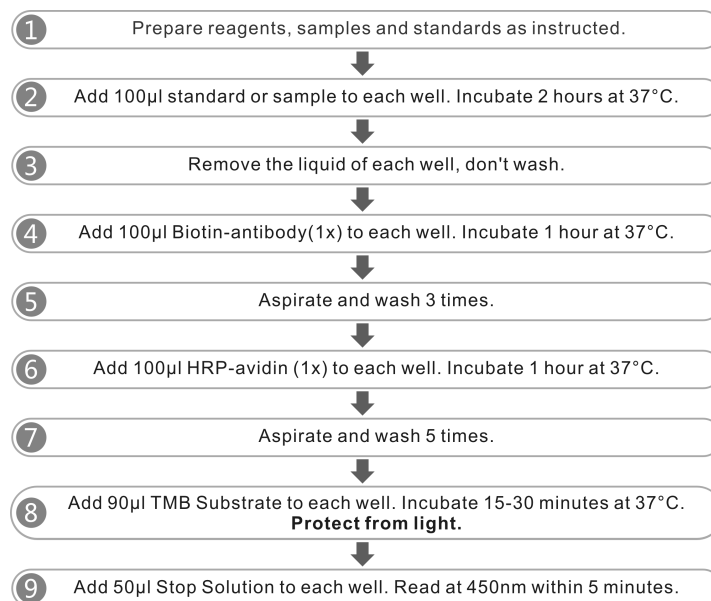 1 Prepare reagents, samples and standards as instructed.
2 Add 100µl standard or sample to each well. Incubate 2 hours at 37°C.
3 Remove the liquid of each well, don't wash.
4 Add 100µl Biotin-antibody(1x) to each well. Incubate 1 hour at 37°C.
5 Aspirate and wash 3 times.
6 Add 100µl HRP-avidin (1x) to each well. Incubate 1 hour at 37°C.
7 Aspirate and wash 5 times.
8 Add 90µl TMB Substrate to each well. Incubate 15-30 minutes at 37°C.
Protect from light.
9 Add 50µl Stop Solution to each well. Read at 450nm within 5 minutes.